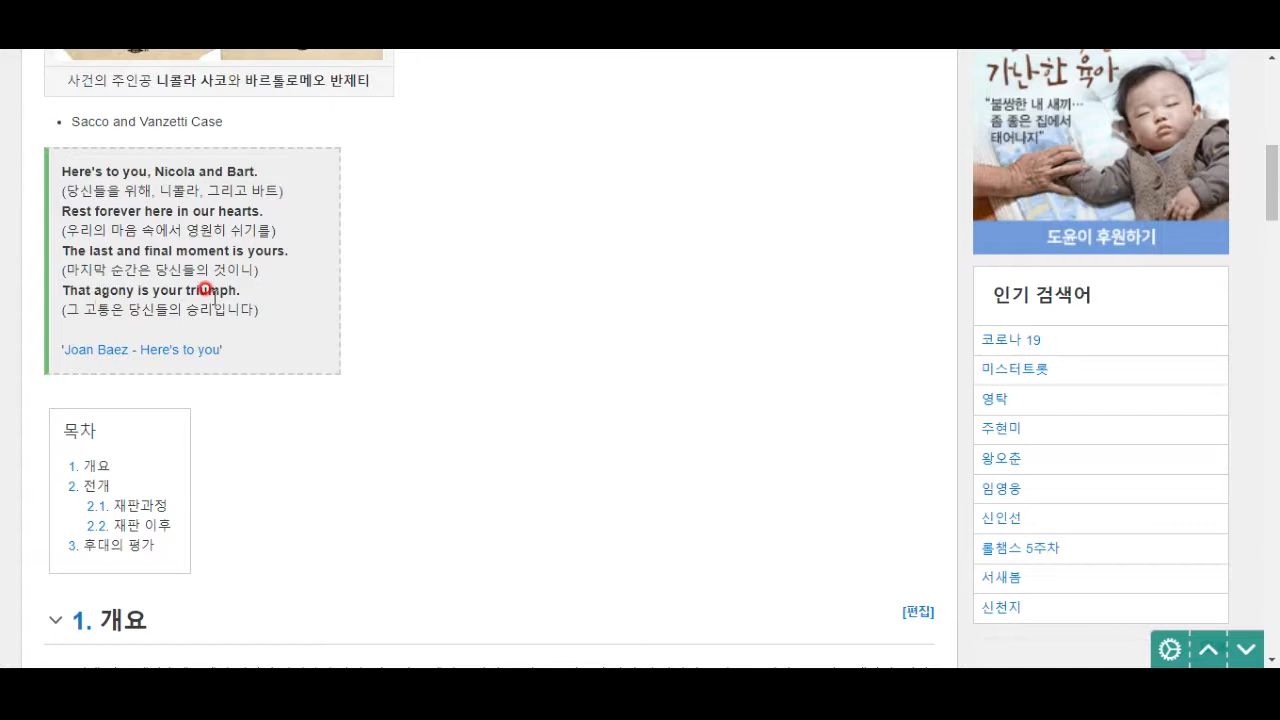 사건의 주인공 니콜라 사코와 바르톨로메오 반제티
Sacco and Vanzetti Case
Here's to you, Nicola and Bart.
(당신들을 위해, 니콜라, 그리고 바트)
Rest forever here in our hearts.
(우리의 마음 속에서 영원히 쉬기를)
The last and final moment is yours.
(마지막 순간은 당신들의 것이니)
That agony is your triumph.
(그 고통은 당신들의 승리입니다)
'Joan Baez - Here's to you'
목차
1. 개요
2. 전개
2.1. 재판과정
2.2. 재판 이후
3. 후대의 평가
1. 개요
[편집]
가난한 육아
"불쌍한 내 새끼…
좀 좋은 집에서
태어나지"
도윤이 후원하기
인기 검색어
코로나 19
미스터트롯
영탁
주현미
왕오준
임영웅
신인선
롤챔스 5주차
서새봄
신천지